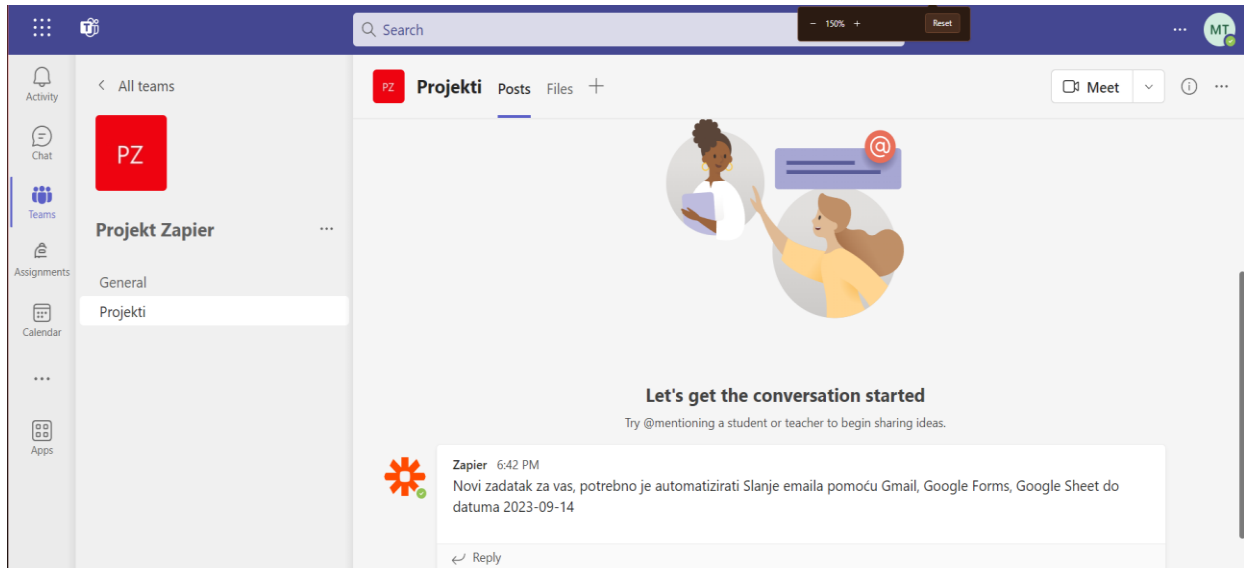 Search
− 150% +
Reset
MT
Activity
Chat
Teams
Assignments
Calendar
Apps
All teams
PZ
Projekt Zapier
General
Projekti
PZ
Projekti Posts Files
Meet
@
Let's get the conversation started
Try @mentioning a student or teacher to begin sharing ideas.
Zapier 6:42 PM
Novi zadatak za vas, potrebno je automatizirati Slanje emaila pomoću Gmail, Google Forms, Google Sheet do
datuma 2023-09-14
Reply